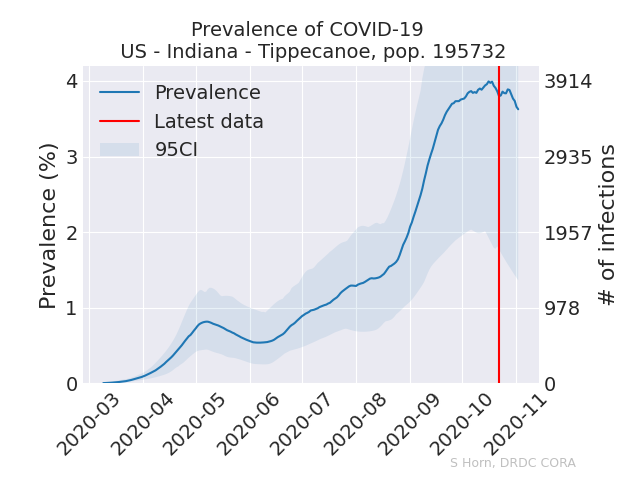 Prevalence of COVID-19
US - Indiana - Tippecanoe, pop. 195732
Prevalence
Latest data
95CI
Prevalence (%)
4
3
2
1
0
3914
2935
1957
978
0
# of infections
2020-03
2020-04
2020-05
2020-06
2020-07
2020-08
2020-09
2020-10
2020-11
S Horn, DRDC CORA